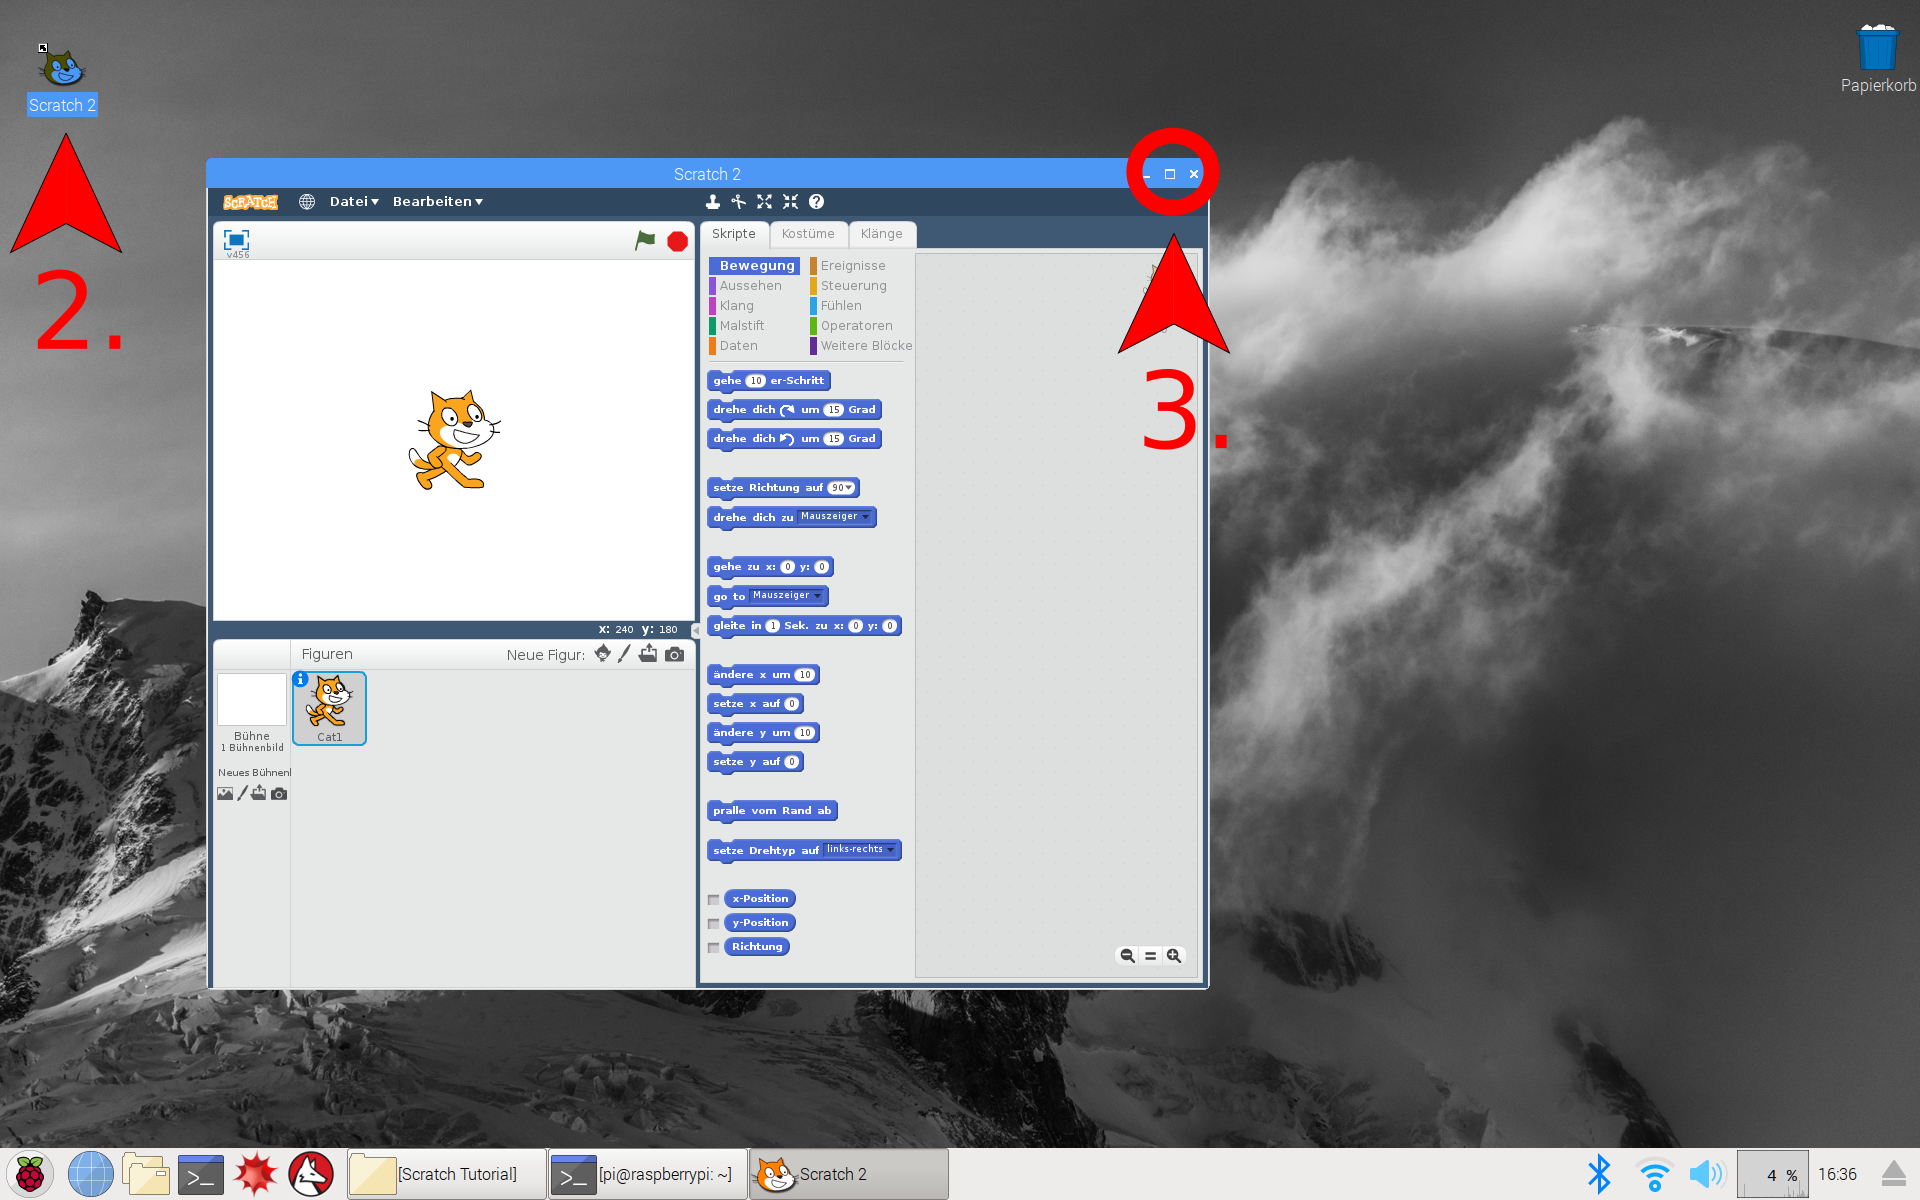 Scratch 2
Papierkorb
2.
3.
Scratch 2
SCRATCH
Datei
Bearbeiten
v456
x: 240 y: 180
Skripte
Kostüme
Klänge
Bewegung
Aussehen
Klang
Malstift
Daten
Ereignisse
Steuerung
Fühlen
Operatoren
Weitere Blöcke
gehe 10 er-Schritt
drehe dich um 15 Grad
drehe dich um 15 Grad
setze Richtung auf 90
drehe dich zu Mauszeiger
gehe zu x: 0 y: 0
go to Mauszeiger
gleite in 1 Sek. zu x: 0 y: 0
ändere x um 10
setze x auf 0
ändere y um 10
setze y auf 0
pralle vom Rand ab
setze Drehtyp auf links-rechts
x-Position
y-Position
Richtung
Figuren
Neue Figur:
Bühne
1 Bühnenbild
Neues Bühnen
Cat1
[Scratch Tutorial]
[pi@raspberrypi: ~]
Scratch 2
4 %
16:36